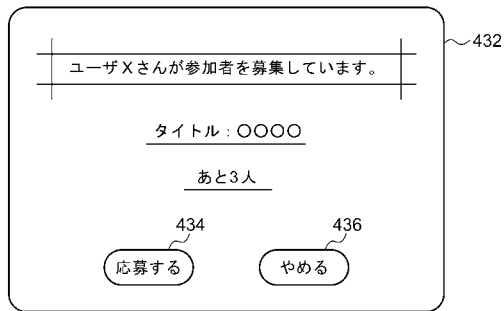 432
ユーザXさんが参加者を募集しています。
タイトル：○○○○
あと3人
434
436
応募する
やめる